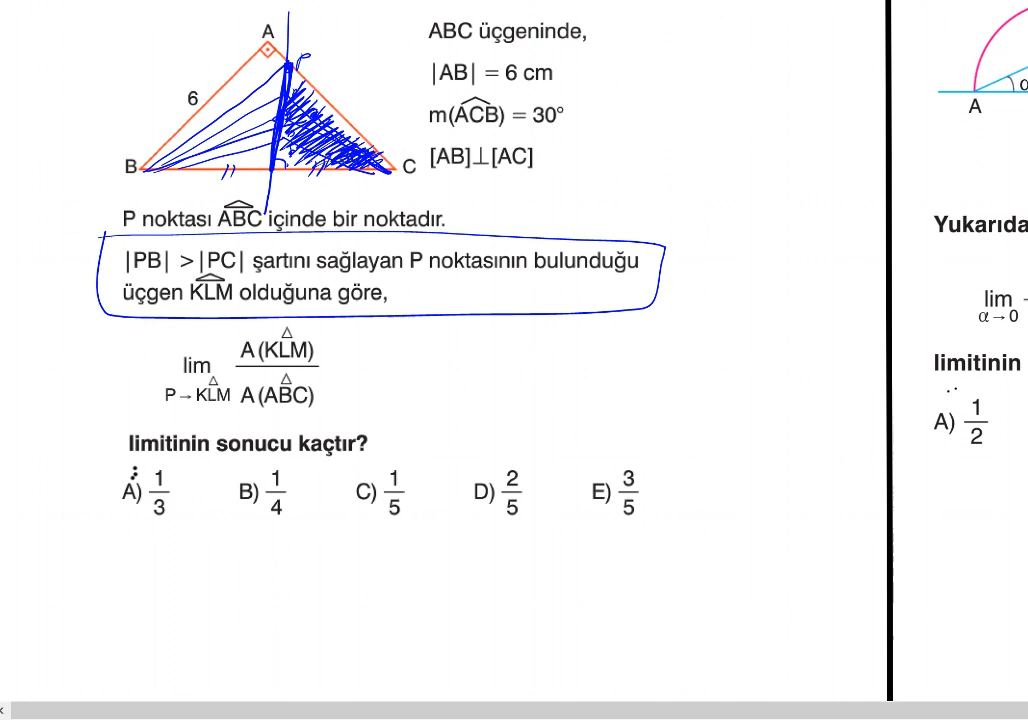 A
6
B
C
ABC üçgeninde,
|AB| = 6 cm
m(ACB) = 30°
[AB]⊥[AC]
P noktası ABC içinde bir noktadır.
|PB| >|PC| şartını sağlayan P noktasının bulunduğu
üçgen KLM olduğuna göre,
lim A(KLM)
P→KLM A(ABC)
limitinin sonucu kaçtır?
A) 1/3 B) 1/4 C) 1/5 D) 2/5 E) 3/5
A
α
Yukarıda
lim
α→0
limitinin
A) 1/2